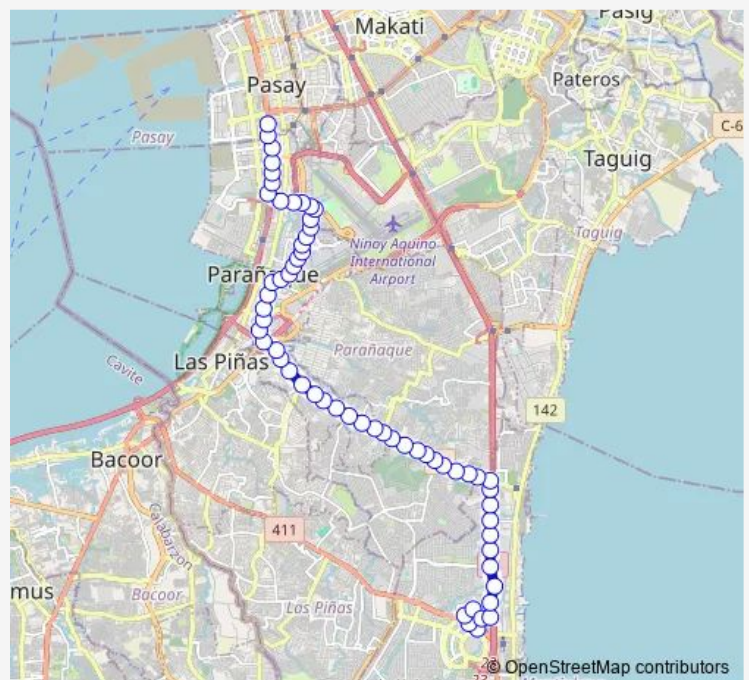 Makati
Pasig
Pasay
Pateros
C-6
Pasay
Taguig
Taguig
Ninoy Aquino
International
Airport
Parañaque
Parañaque
Las Piñas
Cavite
142
Bacoor
Calabarzon
411
mus
Bacoor
Las Piñas
© OpenStreetMap contributors